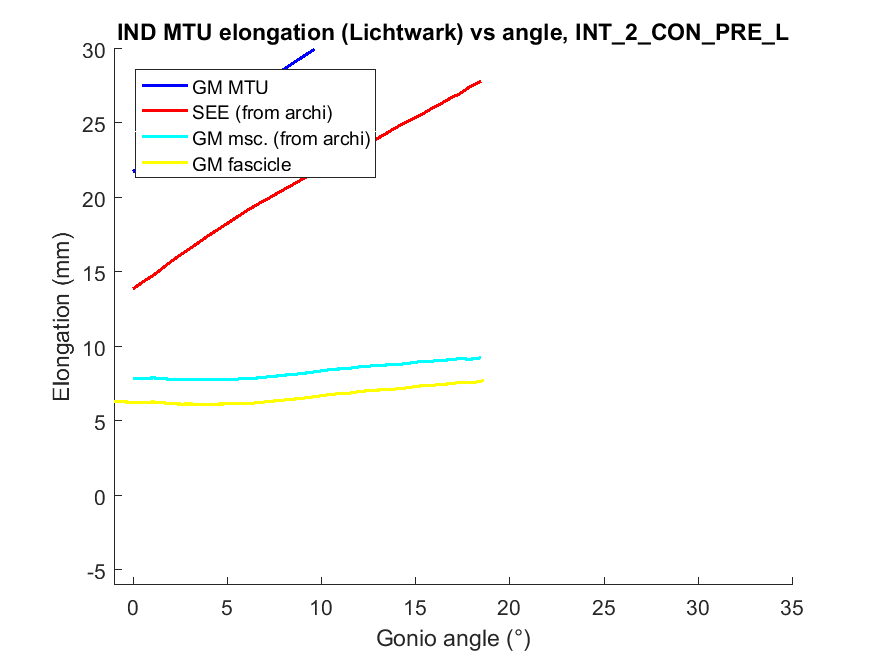 IND MTU elongation (Lichtwark) vs angle, INT_2_CON_PRE_L
30
25
20
15
10
5
0
-5
Elongation (mm)
GM MTU
SEE (from archi)
GM msc. (from archi)
GM fascicle
0 5 10 15 20 25 30 35
Gonio angle (°)